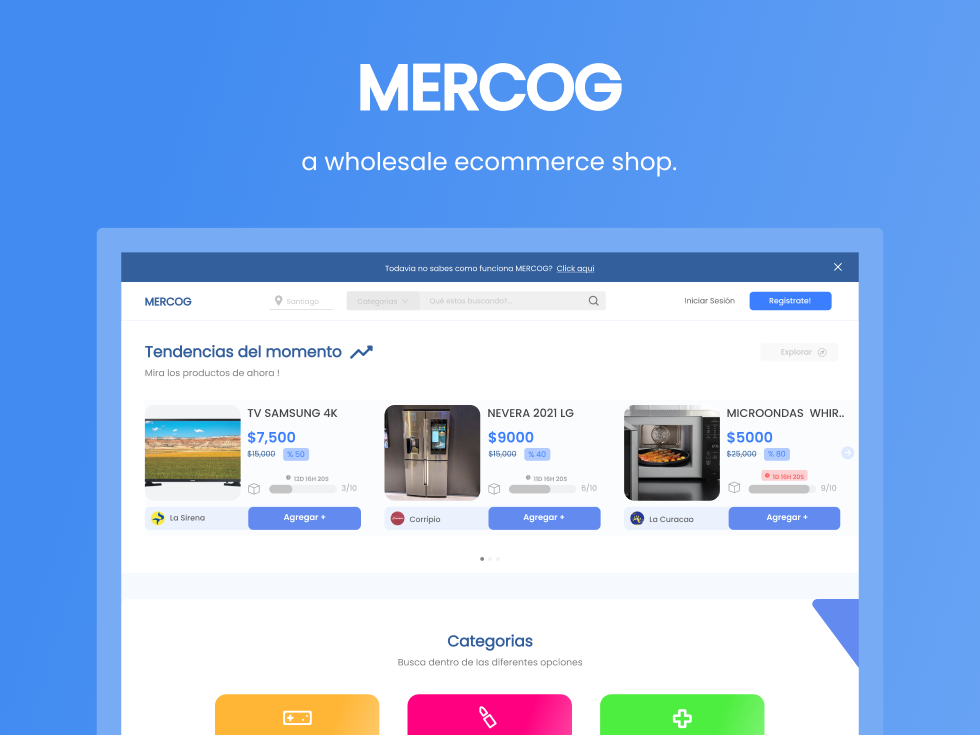 MERCOG
a wholesale ecommerce shop.
Todavia no sabes como funciona MERCOG? Click aqui
MERCOG
Santiago
Categorias
Qué estas buscando?...
Iniciar Sesión
Registrate!
Tendencias del momento
Explorar
Mira los productos de ahora !
TV SAMSUNG 4K
$7,500
$15,000 % 50
12D 16H 20S
3/10
La Sirena
Agregar +
NEVERA 2021 LG
$9000
$15,000 % 40
11D 16H 20S
6/10
Corripio
Agregar +
MICROONDAS WHIR..
$5000
$25,000 % 80
1D 16H 20S
9/10
La Curacao
Agregar +
Categorias
Busca dentro de las diferentes opciones